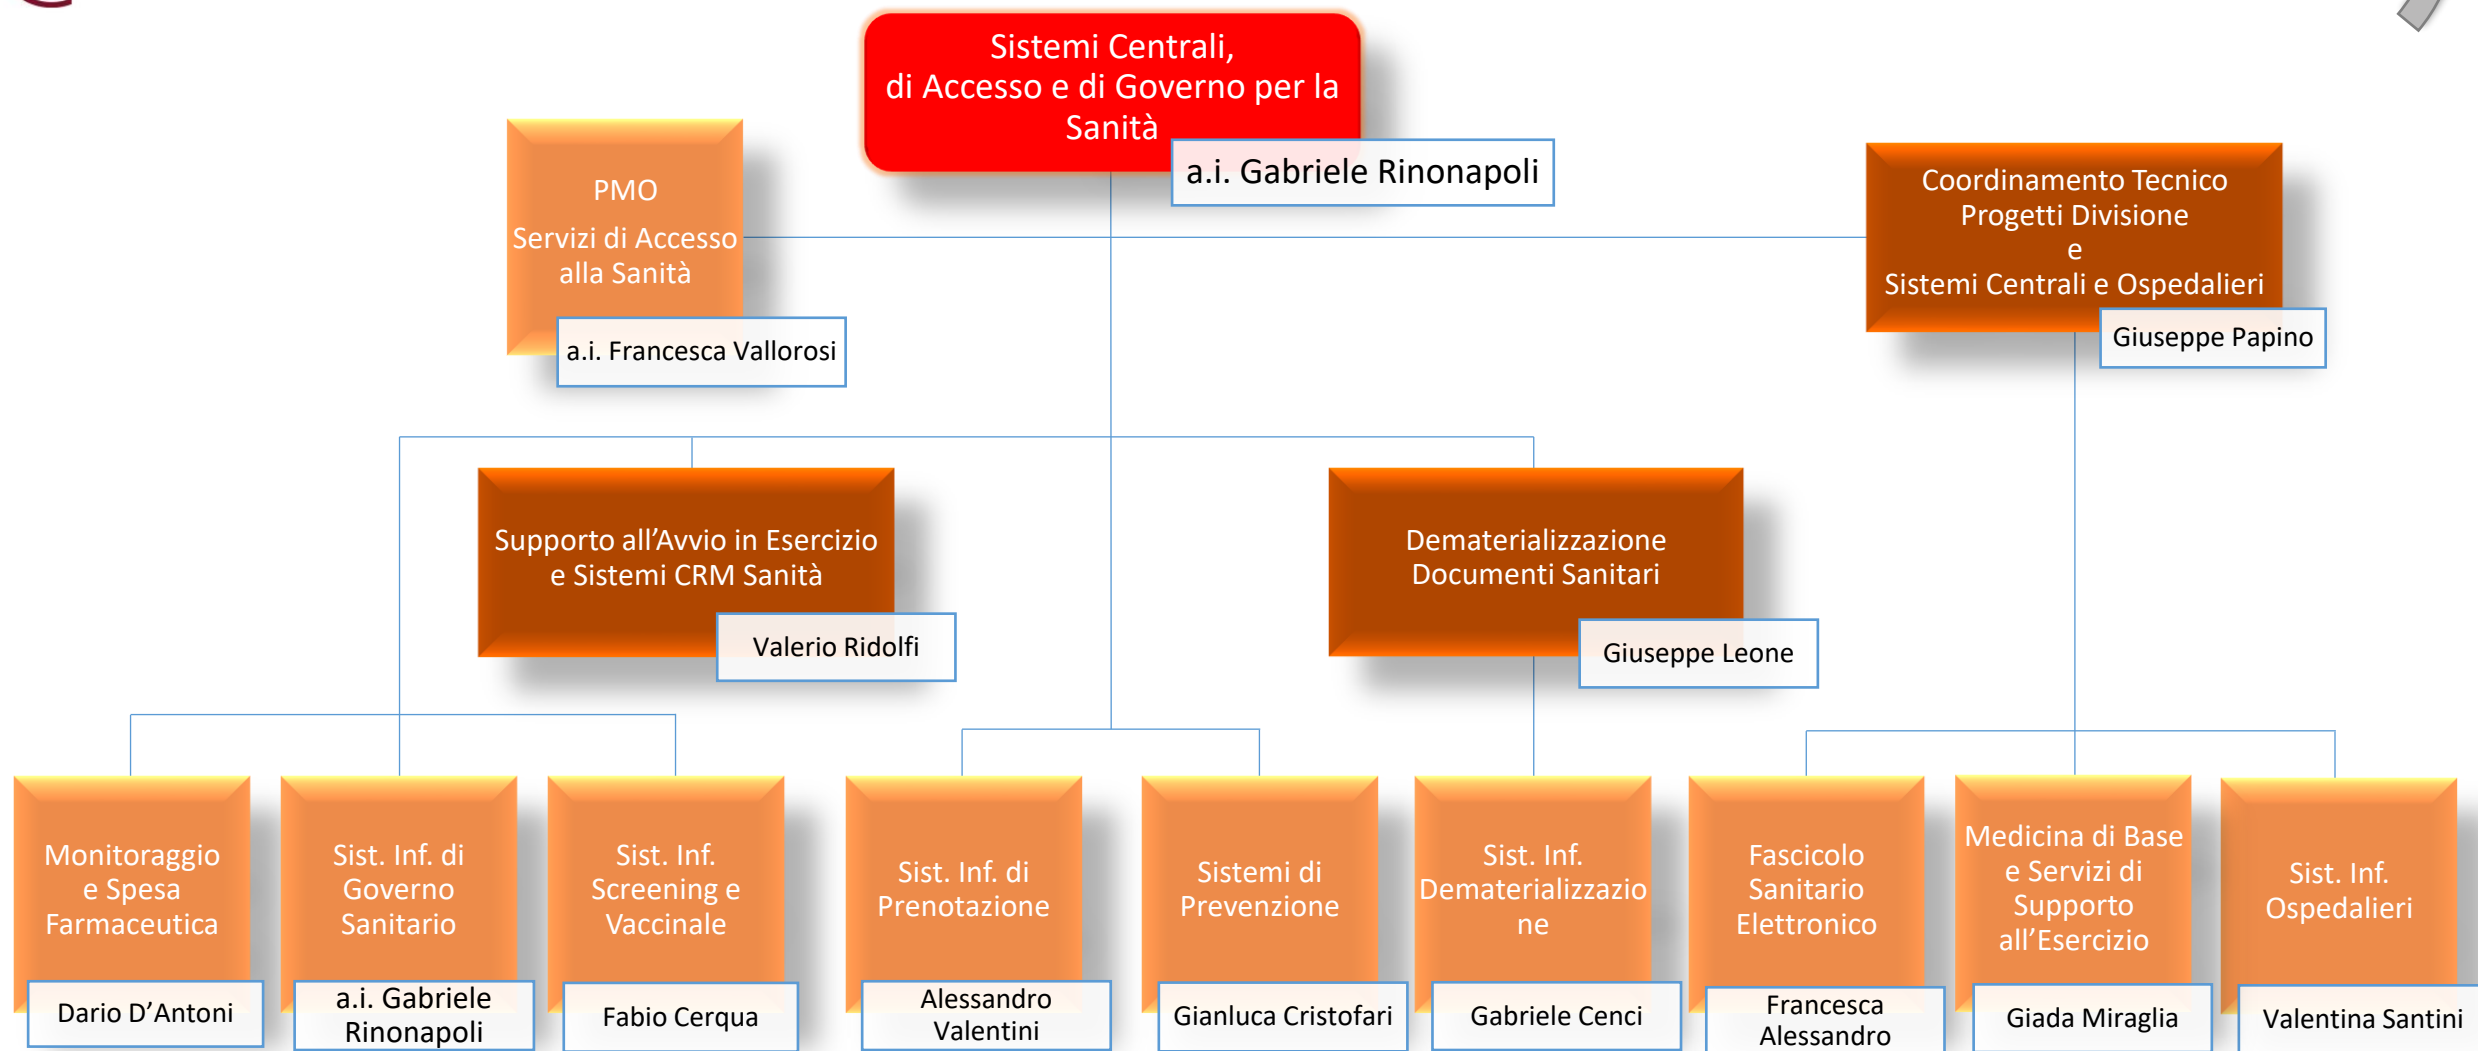 Sistemi Centrali,
di Accesso e di Governo per la
Sanità
a.i. Gabriele Rinonapoli
PMO
Servizi di Accesso
alla Sanità
a.i. Francesca Vallorosi
Coordinamento Tecnico
Progetti Divisione
e
Sistemi Centrali e Ospedalieri
Giuseppe Papino
Supporto all’Avvio in Esercizio
e Sistemi CRM Sanità
Valerio Ridolfi
Dematerializzazione
Documenti Sanitari
Giuseppe Leone
Monitoraggio
e Spesa
Farmaceutica
Dario D’Antoni
Sist. Inf. di
Governo
Sanitario
a.i. Gabriele
Rinonapoli
Sist. Inf.
Screening e
Vaccinale
Fabio Cerqua
Sist. Inf. di
Prenotazione
Alessandro
Valentini
Sistemi di
Prevenzione
Gianluca Cristofari
Sist. Inf.
Dematerializzazio
ne
Gabriele Cenci
Fascicolo
Sanitario
Elettronico
Francesca
Alessandro
Medicina di Base
e Servizi di
Supporto
all’Esercizio
Giada Miraglia
Sist. Inf.
Ospedalieri
Valentina Santini